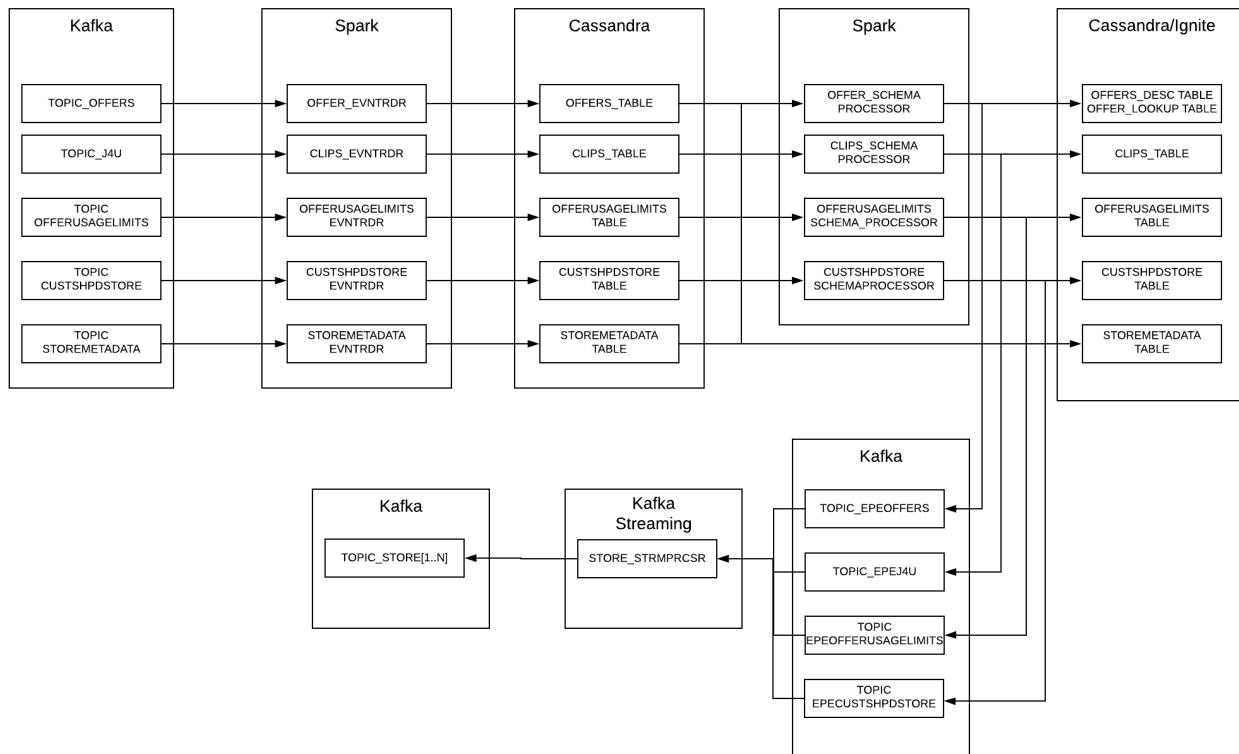 Kafka
Spark
Cassandra
Spark
Cassandra/Ignite
TOPIC_OFFERS
OFFER_EVNTRDR
OFFERS_TABLE
OFFER_SCHEMA
PROCESSOR
OFFERS_DESC TABLE
OFFER_LOOKUP TABLE
TOPIC_J4U
CLIPS_EVNTRDR
CLIPS_TABLE
CLIPS_SCHEMA
PROCESSOR
CLIPS_TABLE
TOPIC
OFFERUSAGELIMITS
OFFERUSAGELIMITS
EVNTRDR
OFFERUSAGELIMITS
TABLE
OFFERUSAGELIMITS
SCHEMA_PROCESSOR
OFFERUSAGELIMITS
TABLE
TOPIC
CUSTSHPDSTORE
CUSTSHPDSTORE
EVNTRDR
CUSTSHPDSTORE
TABLE
CUSTSHPDSTORE
SCHEMAPROCESSOR
CUSTSHPDSTORE
TABLE
TOPIC
STOREMETADATA
STOREMETADATA
EVNTRDR
STOREMETADATA
TABLE
STOREMETADATA
TABLE
Kafka
TOPIC_STORE[1..N]
Kafka
Streaming
STORE_STRMPRCSR
Kafka
TOPIC_EPEOFFERS
TOPIC_EPEJ4U
TOPIC
EPEOFFERUSAGELIMITS
TOPIC
EPECUSTSHPDSTORE